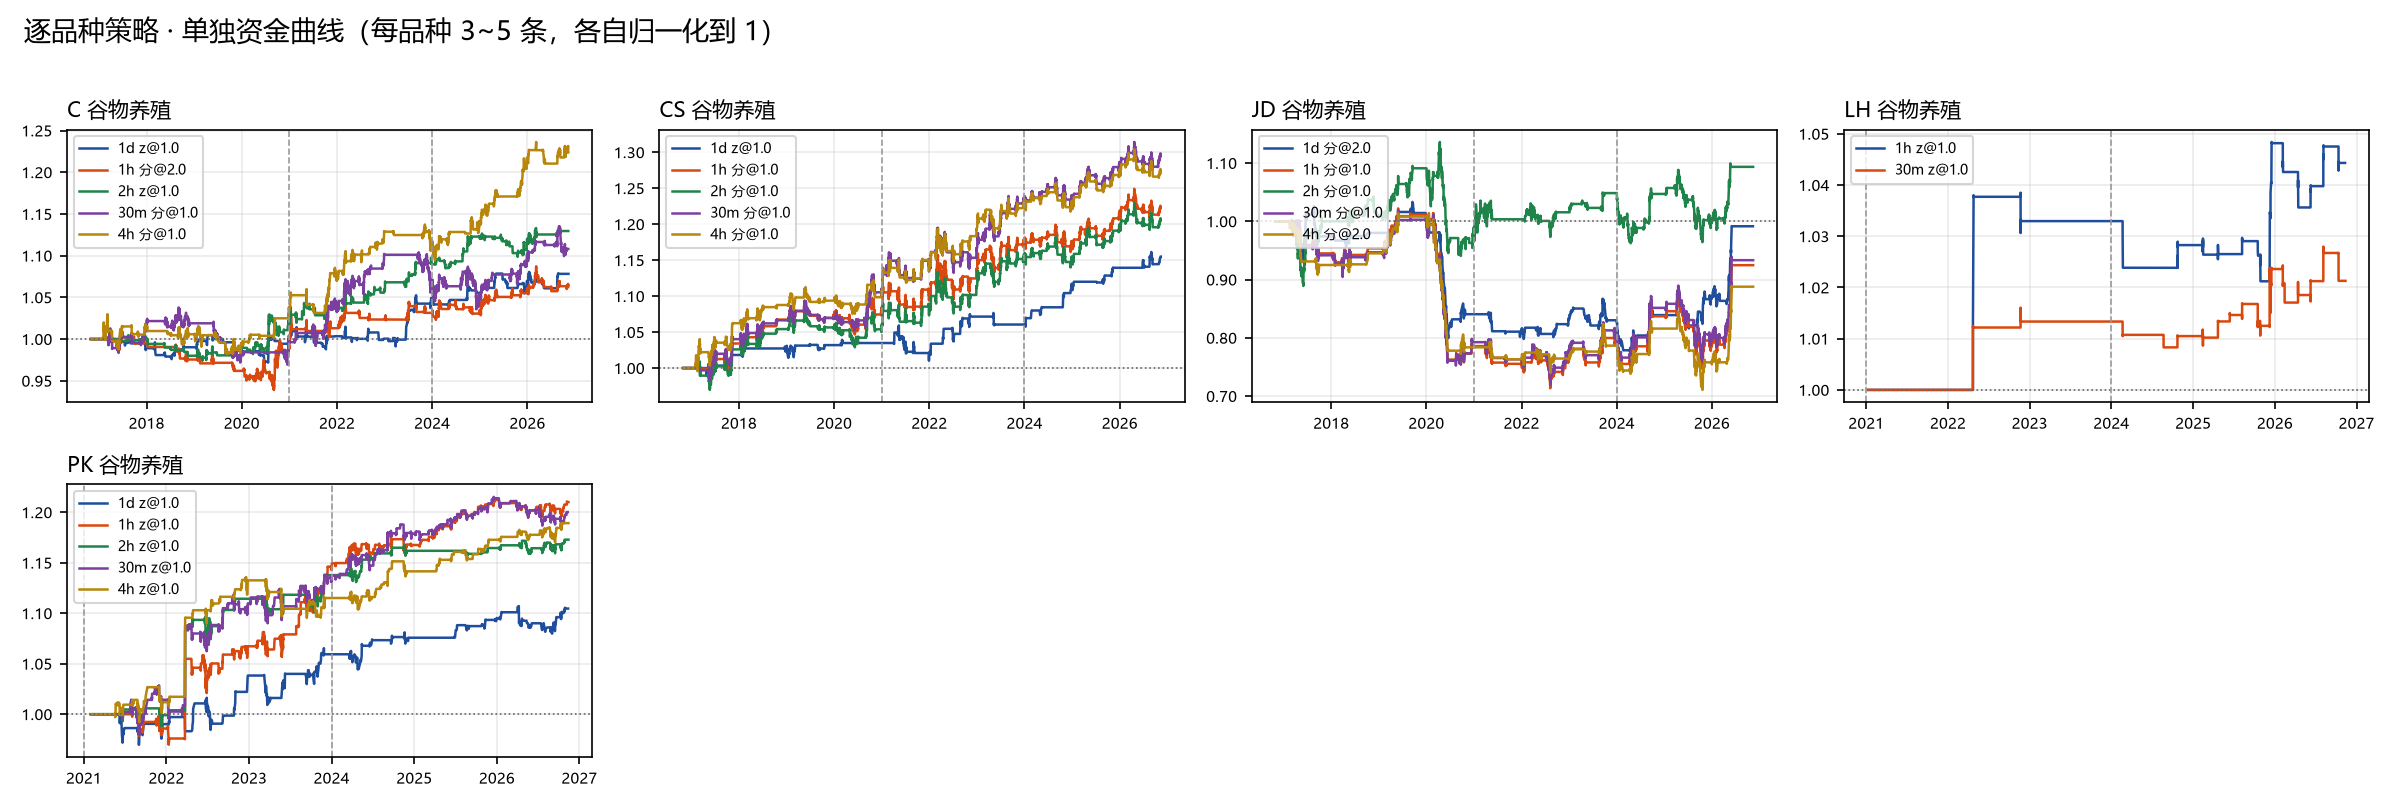 逐品种策略 · 单独资金曲线（每品种 3~5 条，各自归一化到 1）
C 谷物养殖
1d z@1.0
1h 分@2.0
2h z@1.0
30m 分@1.0
4h 分@1.0
1.25
1.20
1.15
1.10
1.05
1.00
0.95
2018 2020 2022 2024 2026
CS 谷物养殖
1d z@1.0
1h 分@1.0
2h 分@1.0
30m 分@1.0
4h 分@1.0
1.30
1.25
1.20
1.15
1.10
1.05
1.00
2018 2020 2022 2024 2026
JD 谷物养殖
1d 分@2.0
1h 分@1.0
2h 分@1.0
30m 分@1.0
4h 分@2.0
1.10
1.00
0.90
0.80
0.70
2018 2020 2022 2024 2026
LH 谷物养殖
1h z@1.0
30m z@1.0
1.05
1.04
1.03
1.02
1.01
1.00
2021 2022 2023 2024 2025 2026 2027
PK 谷物养殖
1d z@1.0
1h z@1.0
2h z@1.0
30m z@1.0
4h z@1.0
1.20
1.15
1.10
1.05
1.00
2021 2022 2023 2024 2025 2026 2027